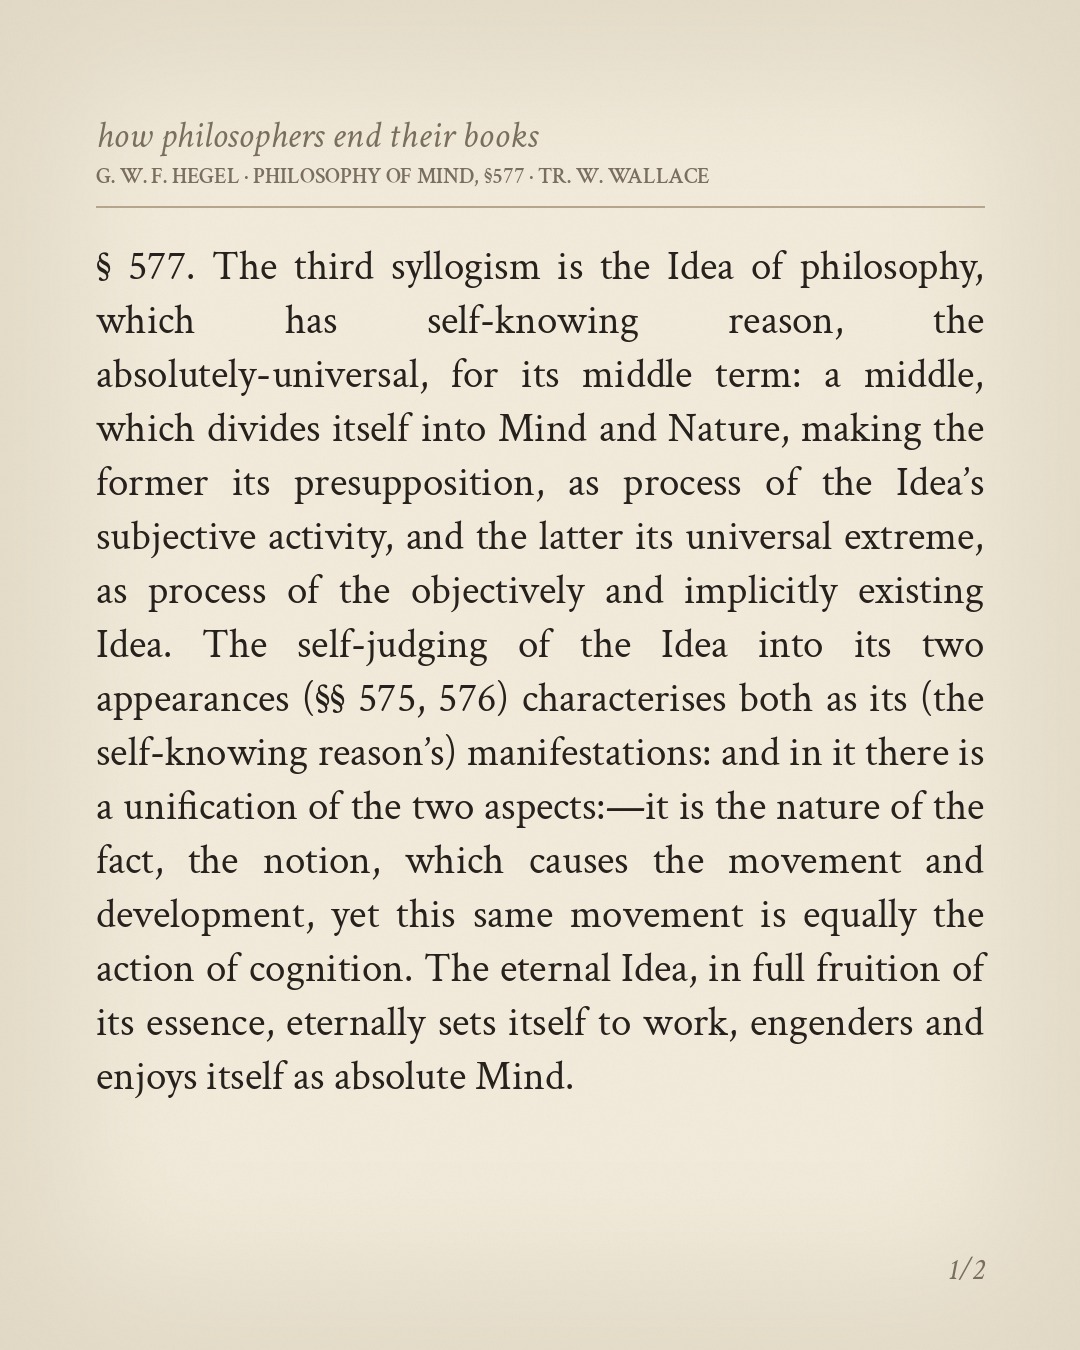 how philosophers end their books
G. W. F. HEGEL · PHILOSOPHY OF MIND, §577 · TR. W. WALLACE
§ 577. The third syllogism is the Idea of philosophy,
which has self-knowing reason, the
absolutely-universal, for its middle term: a middle,
which divides itself into Mind and Nature, making the
former its presupposition, as process of the Idea’s
subjective activity, and the latter its universal extreme,
as process of the objectively and implicitly existing
Idea. The self-judging of the Idea into its two
appearances (§§ 575, 576) characterises both as its (the
self-knowing reason’s) manifestations: and in it there is
a unification of the two aspects:—it is the nature of the
fact, the notion, which causes the movement and
development, yet this same movement is equally the
action of cognition. The eternal Idea, in full fruition of
its essence, eternally sets itself to work, engenders and
enjoys itself as absolute Mind.
1/2